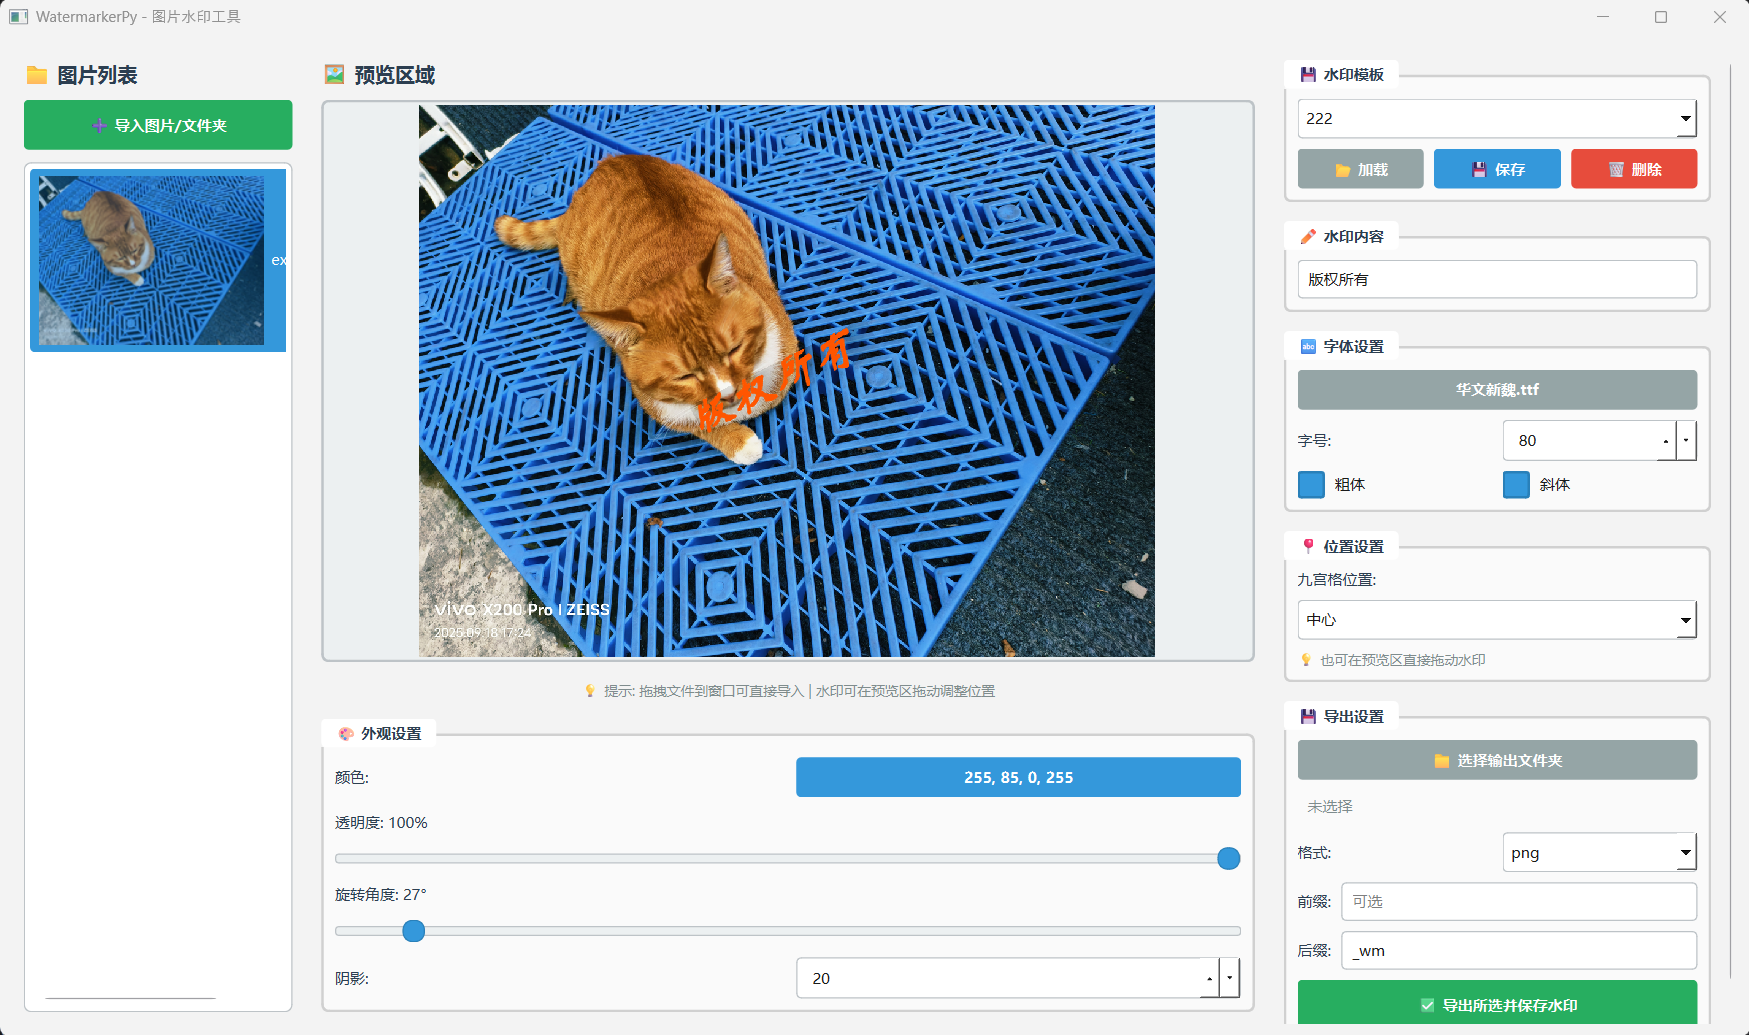 WatermarkerPy - 图片水印工具
图片列表
导入图片/文件夹
ex
预览区域
版权所有
vivo X200 Pro | ZEISS
2025.09.18 17:24
提示: 拖拽文件到窗口可直接导入 | 水印可在预览区拖动调整位置
外观设置
颜色:
255, 85, 0, 255
透明度: 100%
旋转角度: 27°
阴影:
20
水印模板
222
加载
保存
删除
水印内容
版权所有
abc
字体设置
华文新魏.ttf
字号:
80
粗体
斜体
位置设置
九宫格位置:
中心
也可在预览区直接拖动水印
导出设置
选择输出文件夹
未选择
格式:
png
前缀:
可选
后缀:
_wm
导出所选并保存水印